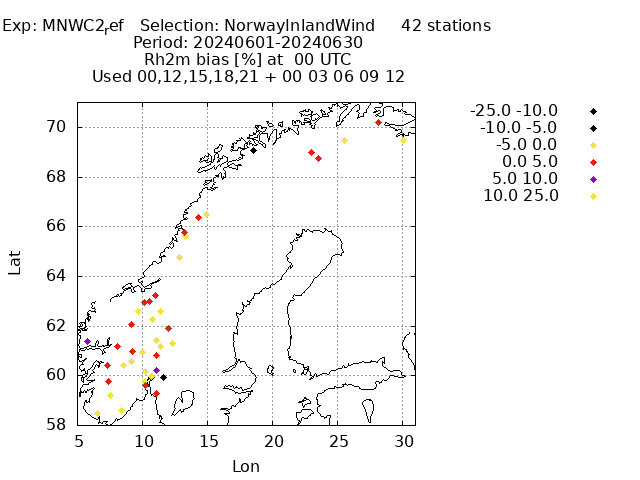 Exp: MNWC2ref Selection: NorwayInlandWind 42 stations
Period: 20240601-20240630
Rh2m bias [%] at 00 UTC
Used 00,12,15,18,21 + 00 03 06 09 12
-25.0 -10.0
-10.0 -5.0
-5.0 0.0
0.0 5.0
5.0 10.0
10.0 25.0
70
68
66
64
62
60
58
Lat
5 10 15 20 25 30
Lon